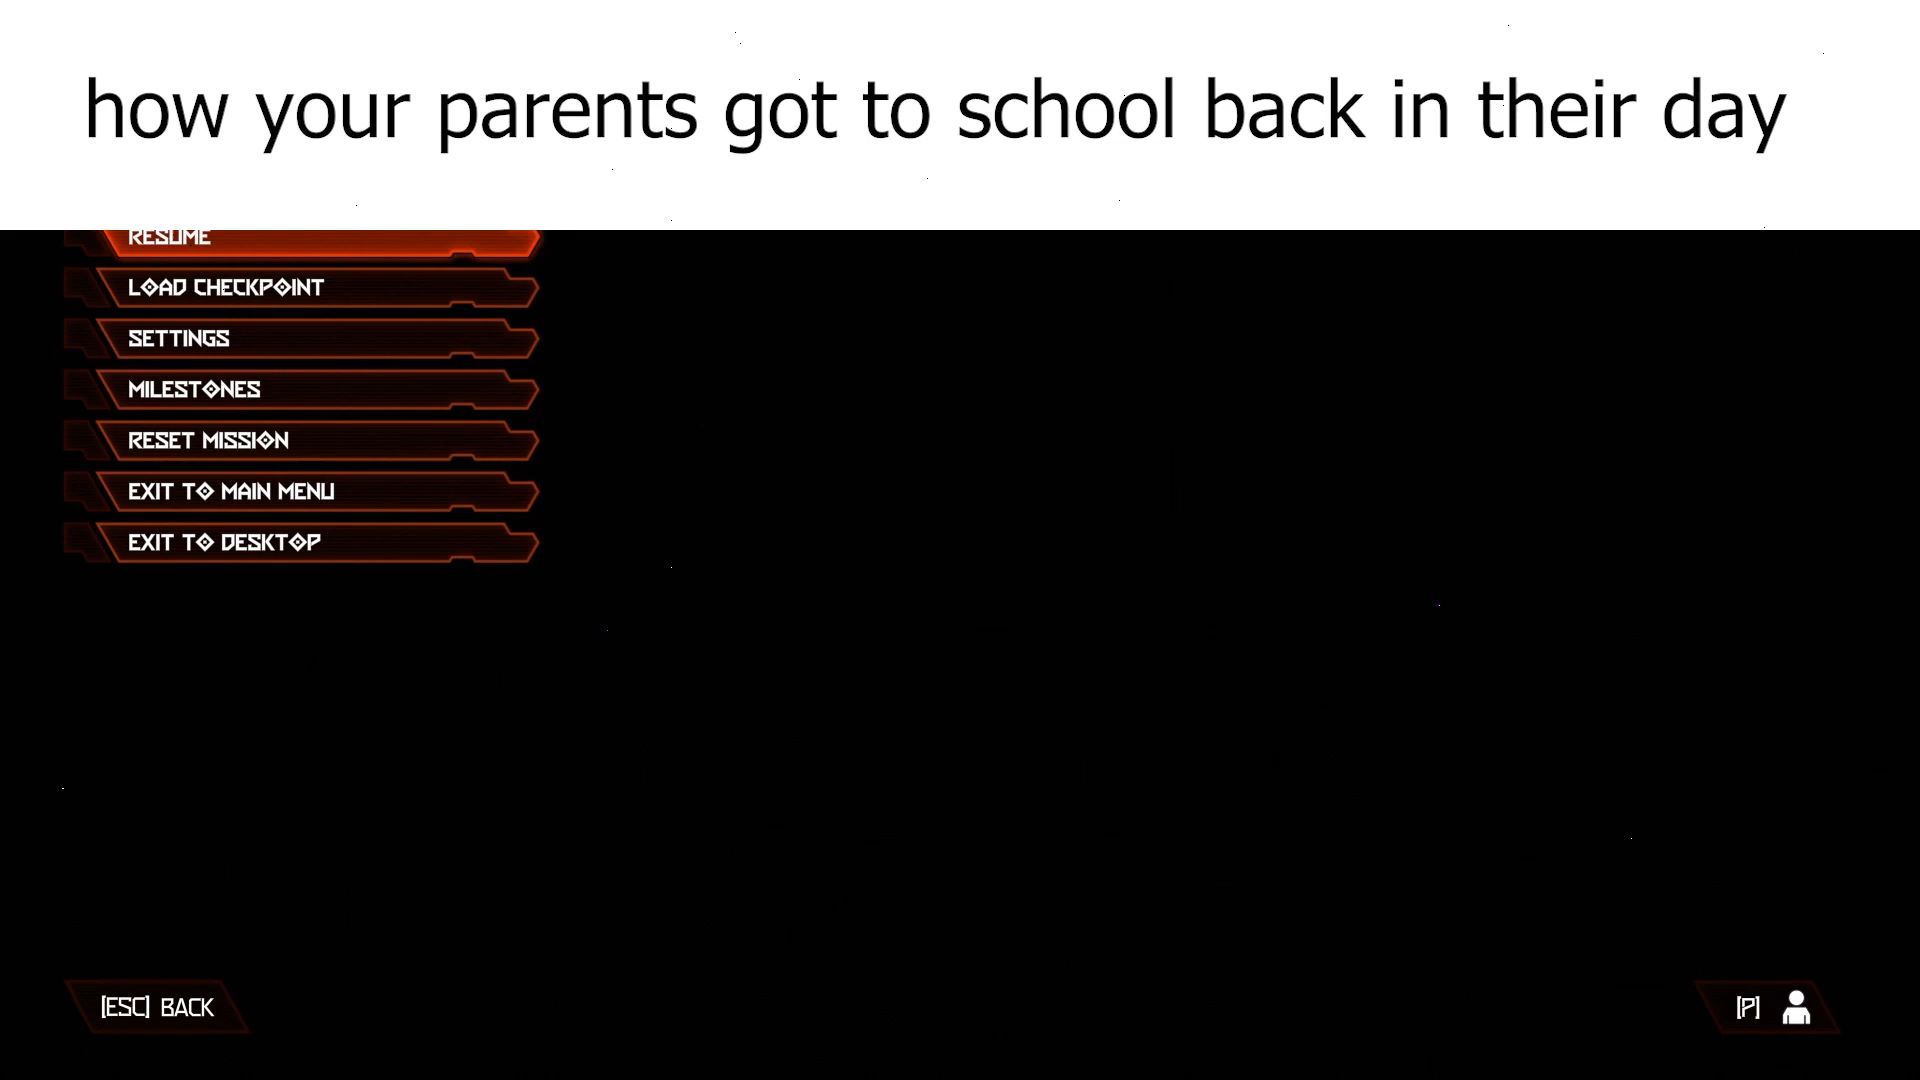 how your parents got to school back in their day
RESUME
LOAD CHECKPOINT
SETTINGS
MILESTONES
RESET MISSION
EXIT TO MAIN MENU
EXIT TO DESKTOP
[ESC] BACK
[P]